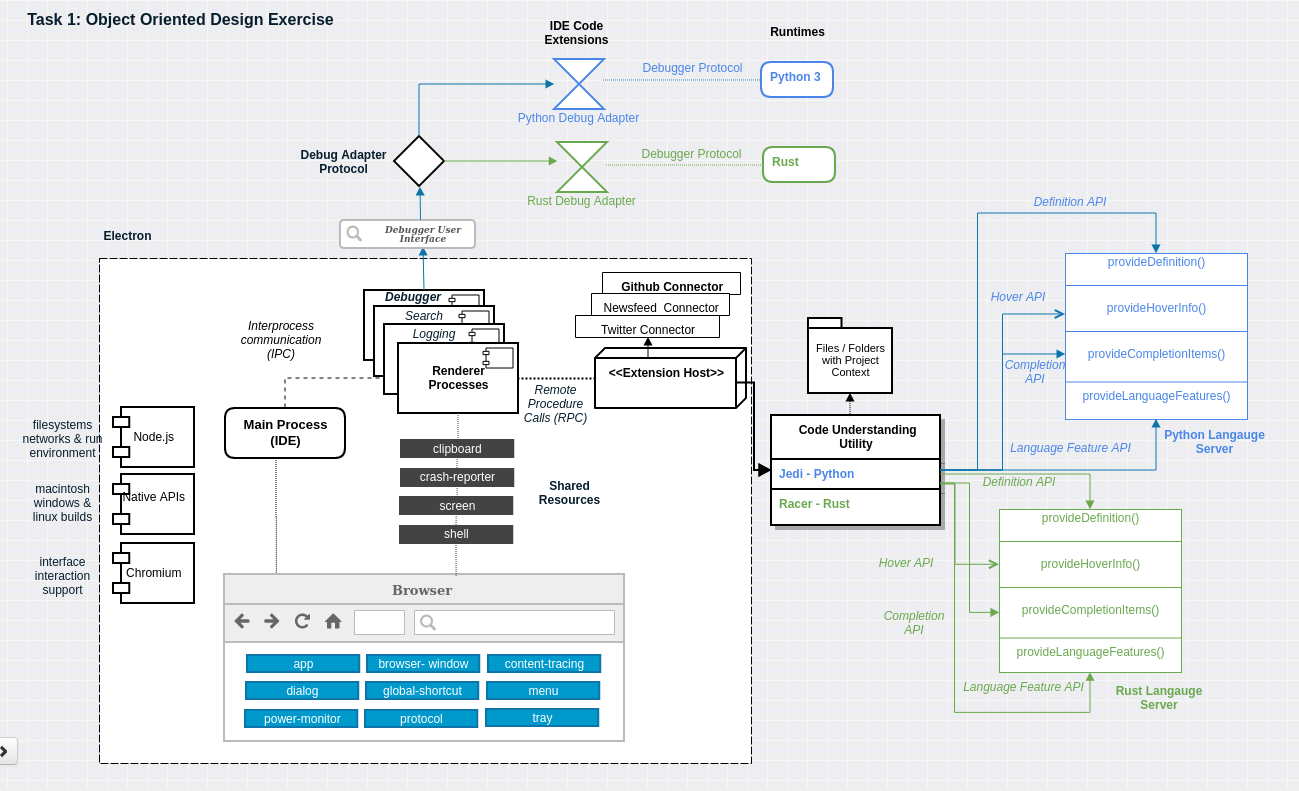 Task 1: Object Oriented Design Exercise
IDE Code
Extensions
Runtimes
Debugger Protocol
Python 3
Python Debug Adapter
Debug Adapter
Protocol
Debugger Protocol
Rust
Rust Debug Adapter
Debugger User
Interface
Electron
Definition API
provideDefinition()
Hover API
provideHoverInfo()
Completion
API
provideCompletionItems()
provideLanguageFeatures()
Language Feature API
Python Langauge
Server
Github Connector
Newsfeed  Connector
Twitter Connector
Debugger
Search
Logging
Renderer
Processes
Interprocess
communication
(IPC)
<<Extension Host>>
Remote
Procedure
Calls (RPC)
Files / Folders
with Project
Context
Code Understanding
Utility
Jedi - Python
Racer - Rust
Main Process
(IDE)
filesystems
networks & run
environment
Node.js
macintosh
windows &
linux builds
Native APIs
interface
interaction
support
Chromium
clipboard
crash-reporter
screen
shell
Shared
Resources
Definition API
provideDefinition()
Hover API
provideHoverInfo()
Completion
API
provideCompletionItems()
provideLanguageFeatures()
Language Feature API
Rust Langauge
Server
Browser
app
browser- window
content-tracing
dialog
global-shortcut
menu
power-monitor
protocol
tray